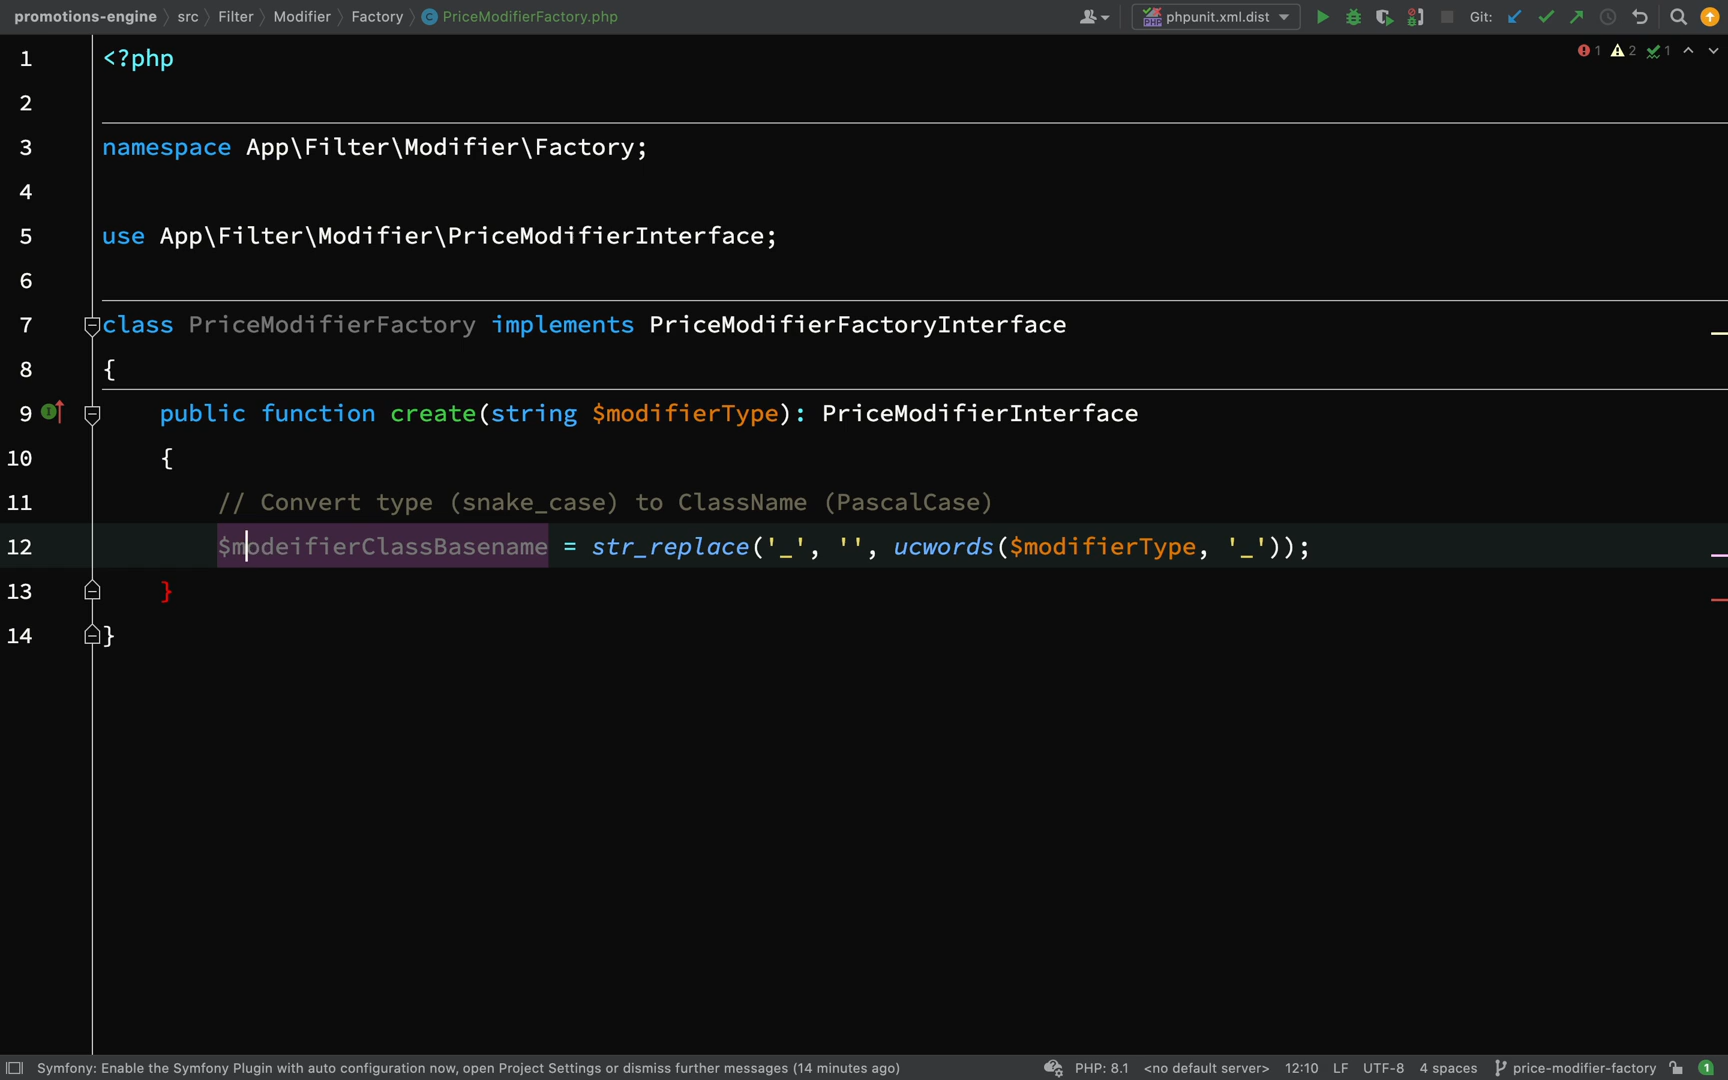 promotions-engine src Filter Modifier Factory PriceModifierFactory.php phpunit.xml.dist Git:
1 <?php 1 2 1
2
3 namespace App\Filter\Modifier\Factory;
4
5 use App\Filter\Modifier\PriceModifierInterface;
6
7 class PriceModifierFactory implements PriceModifierFactoryInterface
8 {
9 public function create(string $modifierType): PriceModifierInterface
10 {
11 // Convert type (snake_case) to ClassName (PascalCase)
12 $modeifierClassBasename = str_replace('_', '', ucwords($modifierType, '_'));
13 }
14 }
Symfony: Enable the Symfony Plugin with auto configuration now, open Project Settings or dismiss further messages (14 minutes ago) PHP: 8.1 <no default server> 12:10 LF UTF-8 4 spaces price-modifier-factory 1